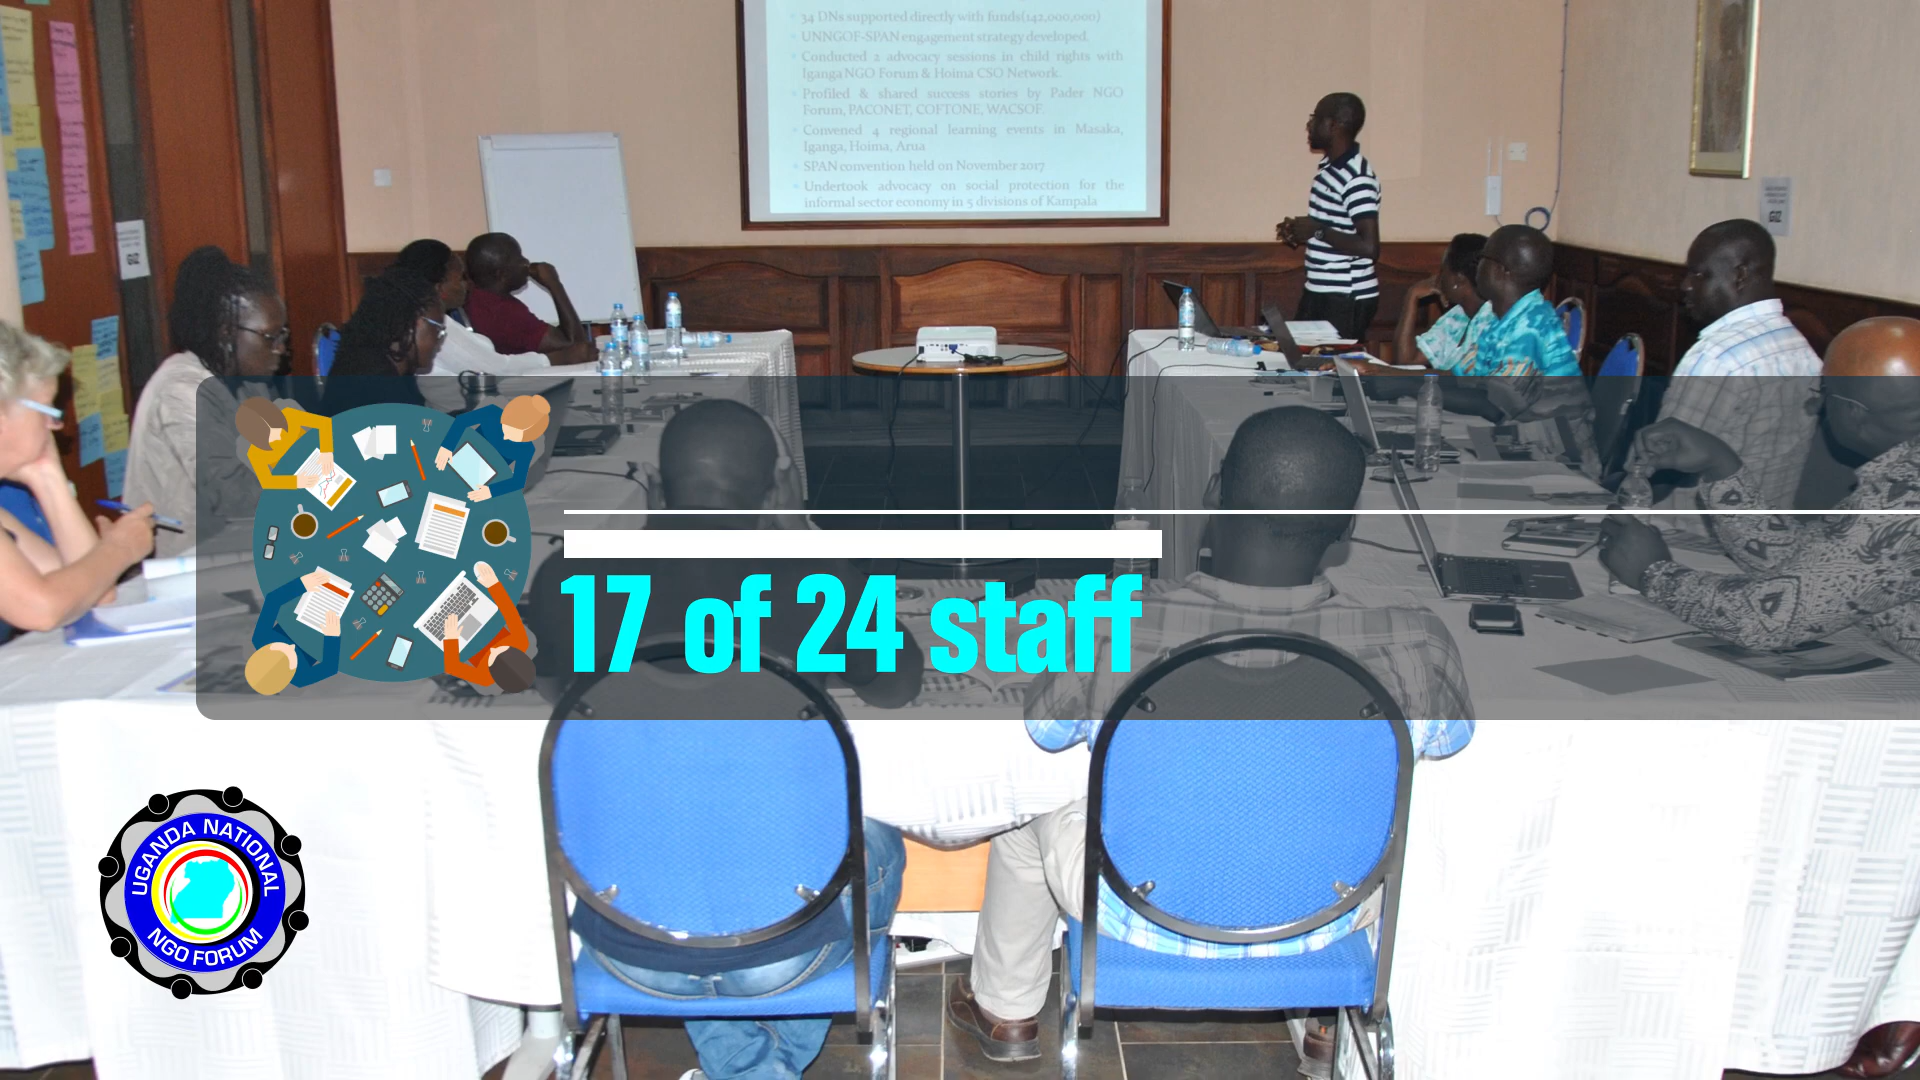 34 DNs supported directly with funds(142,000,000)
UNNGOF-SPAN engagement strategy developed.
Conducted 2 advocacy sessions in child rights with
Iganga NGO Forum & Hoima CSO Network.
Profiled & shared success stories by Pader NGO
Forum, PACONET, COFTONE, WACSOF.
Convened 4 regional learning events in Masaka,
Iganga, Hoima, Arua
SPAN convention held on November 2017
Undertook advocacy on social protection for the
informal sector economy in 5 divisions of Kampala
GIZ
GIZ
17 of 24 staff
UGANDA NATIONAL
NGO FORUM